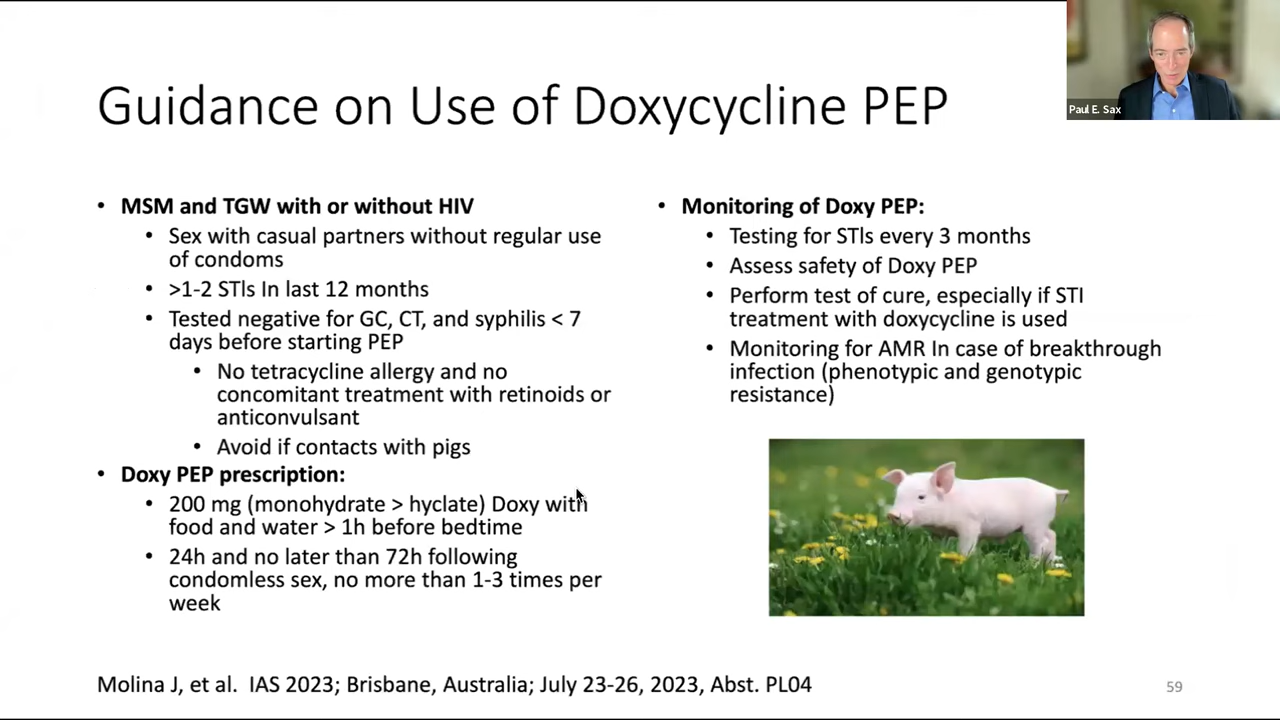 Guidance on Use of Doxycycline PEP
Paul E. Sax
• MSM and TGW with or without HIV
• Sex with casual partners without regular use
of condoms
• >1-2 STIs In last 12 months
• Tested negative for GC, CT, and syphilis < 7
days before starting PEP
• No tetracycline allergy and no
concomitant treatment with retinoids or
anticonvulsant
• Avoid if contacts with pigs
• Doxy PEP prescription:
• 200 mg (monohydrate > hyclate) Doxy with
food and water > 1h before bedtime
• 24h and no later than 72h following
condomless sex, no more than 1-3 times per
week
• Monitoring of Doxy PEP:
• Testing for STIs every 3 months
• Assess safety of Doxy PEP
• Perform test of cure, especially if STI
treatment with doxycycline is used
• Monitoring for AMR In case of breakthrough
infection (phenotypic and genotypic
resistance)
Molina J, et al. IAS 2023; Brisbane, Australia; July 23-26, 2023, Abst. PL04
59